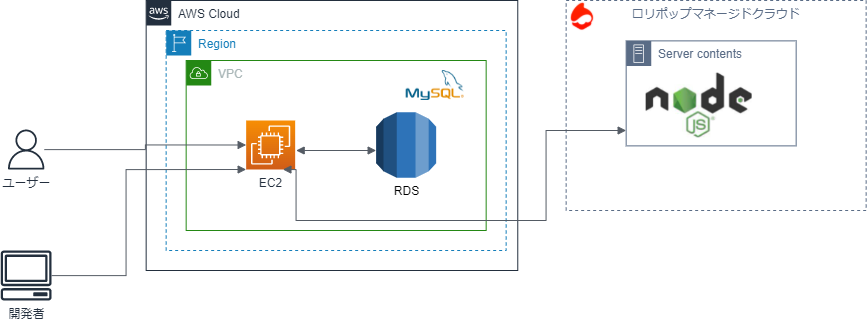 aws
AWS Cloud
ロリポップマネージドクラウド
Region
Server contents
VPC
MySQL
node
JS
ユーザー
EC2
RDS
開発者